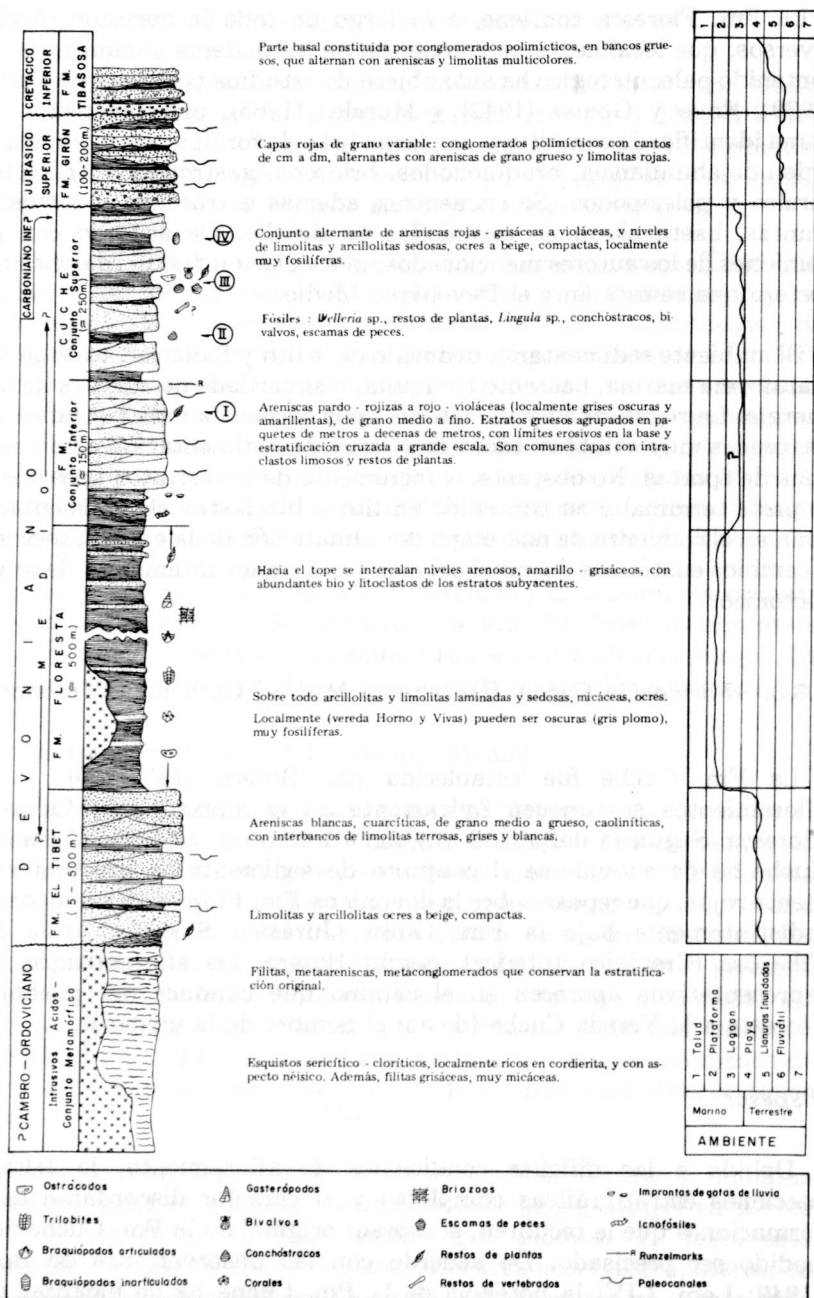 CRETACICO
INFERIOR
F M.
TIBASOSA
JURASICO
SUPERIOR
F M. GIRÓN
(100-200m)
CARBONIANO INF?
F M. CUCHE
Conjunto Superior
(= 250m)
Conjunto Inferior
(= 150m)
DEVONIANO
MEDIO
F M. FLORESTA
(= 500 m)
F M. EL TIBET
(5 - 500m)
? CAMBRO-ORDOVICIANO
Intrusivos Acidos-
Conjunto Metamórfico
IV
III
II
I
R
Parte basal constituida por conglomerados polimícticos, en bancos grue-
sos, que alternan con areniscas y limolitas multicolores.
Capas rojas de grano variable: conglomerados polimícticos con cantos
de cm a dm, alternantes con areniscas de grano grueso y limolitas rojas.
Conjunto alternante de areniscas rojas - grisáceas a violáceas, y niveles
de limolitas y arcillolitas sedosas, ocres a beige, compactas, localmente
muy fosilíferas.
Fósiles : Welleria sp., restos de plantas, Lingula sp., conchóstracos, bi-
valvos, escamas de peces.
Areniscas pardo - rojizas a rojo - violáceas (localmente grises oscuras y
amarillentas), de grano medio a fino. Estratos gruesos agrupados en pa-
quetes de metros a decenas de metros, con límites erosivos en la base y
estratificación cruzada a grande escala. Son comunes capas con intra-
clastos limosos y restos de plantas.
Hacia el tope se intercalan niveles arenosos, amarillo - grisáceos, con
abundantes bio y litoclastos de los estratos subyacentes.
Sobre todo arcillolitas y limolitas laminadas y sedosas, micáceas, ocres.
Localmente (vereda Horno y Vivas) pueden ser oscuras (gris plomo),
muy fosilíferas.
Areniscas blancas, cuarcíticas, de grano medio a grueso, caoliníticas,
con interbancos de limolitas terrosas, grises y blancas.
Limolitas y arcillolitas ocres a beige, compactas.
Filitas, metaareniscas, metaconglomerados que conservan la estratifica-
ción original.
Esquistos sericítico - cloríticos, localmente ricos en cordierita, y con as-
pecto néisico. Además, filitas grisáceas, muy micáceas.
1 2 3 4 5 6 7
?
1 Talud
2 Plataforma
3 Lagoon
4 Playa
5 Llanuras inundadas
6 Fluviátil
7
Marino Terrestre
AMBIENTE
Ostrácodos
Gasterópodos
Briozoos
Improntas de gotas de lluvia
Trilobites
Bivalvos
Escamas de peces
Icnofósiles
Braquiópodos articulados
Conchóstracos
Restos de plantas
R Runzelmarks
Braquiópodos inarticulados
Corales
Restos de vertebrados
Paleocanales